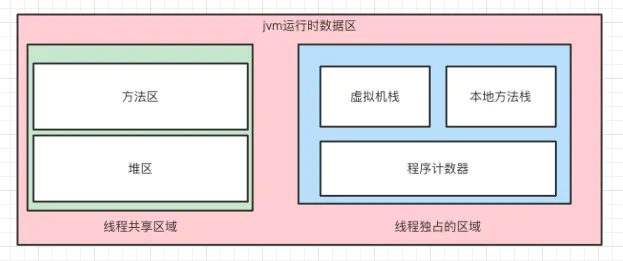 jvm运行时数据区
方法区
堆区
线程共享区域
虚拟机栈
本地方法栈
程序计数器
线程独占的区域